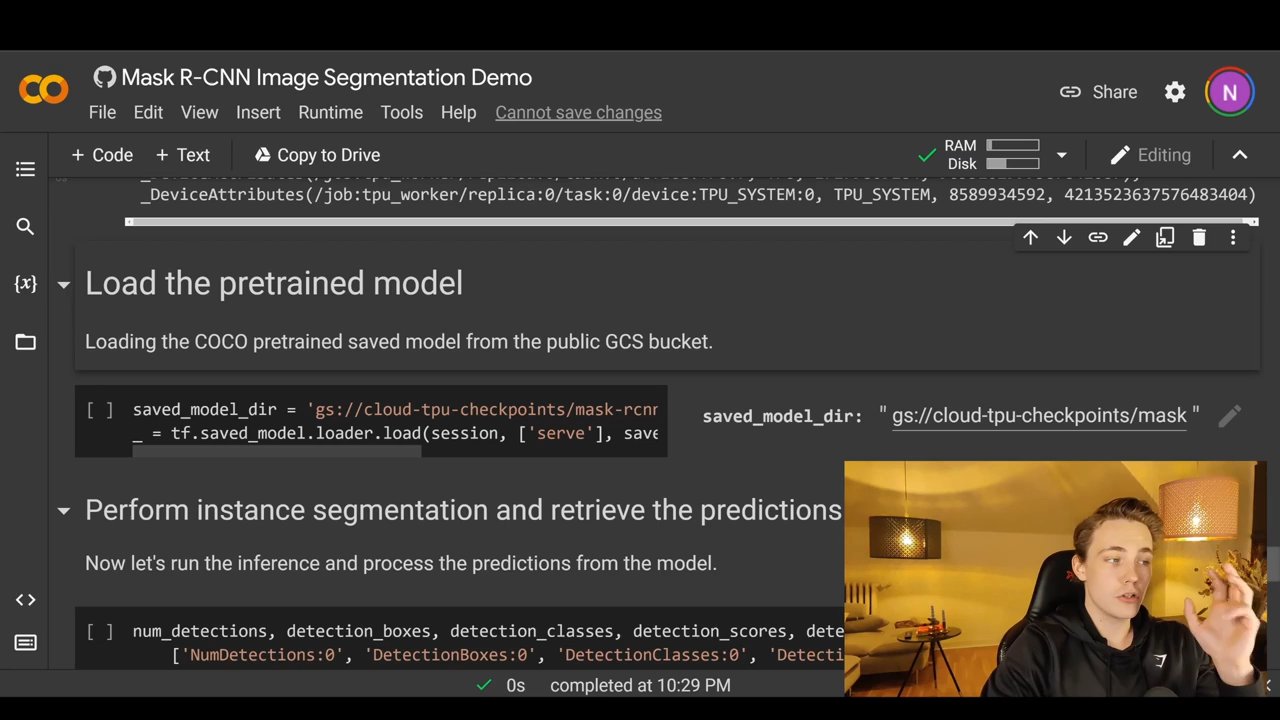 Mask R-CNN Image Segmentation Demo
File Edit View Insert Runtime Tools Help Cannot save changes
Share
N
+ Code + Text Copy to Drive
RAM
Disk
Editing
_DeviceAttributes(/job:tpu_worker/replica:0/task:0/device:TPU_SYSTEM:0, TPU_SYSTEM, 8589934592, 4213523637576483404)
Load the pretrained model
Loading the COCO pretrained saved model from the public GCS bucket.
[ ] saved_model_dir = 'gs://cloud-tpu-checkpoints/mask-rcnn
_ = tf.saved_model.loader.load(session, ['serve'], save
saved_model_dir: " gs://cloud-tpu-checkpoints/mask "
Perform instance segmentation and retrieve the predictions
Now let's run the inference and process the predictions from the model.
[ ] num_detections, detection_boxes, detection_classes, detection_scores, dete
['NumDetections:0', 'DetectionBoxes:0', 'DetectionClasses:0', 'Detecti
0s completed at 10:29 PM